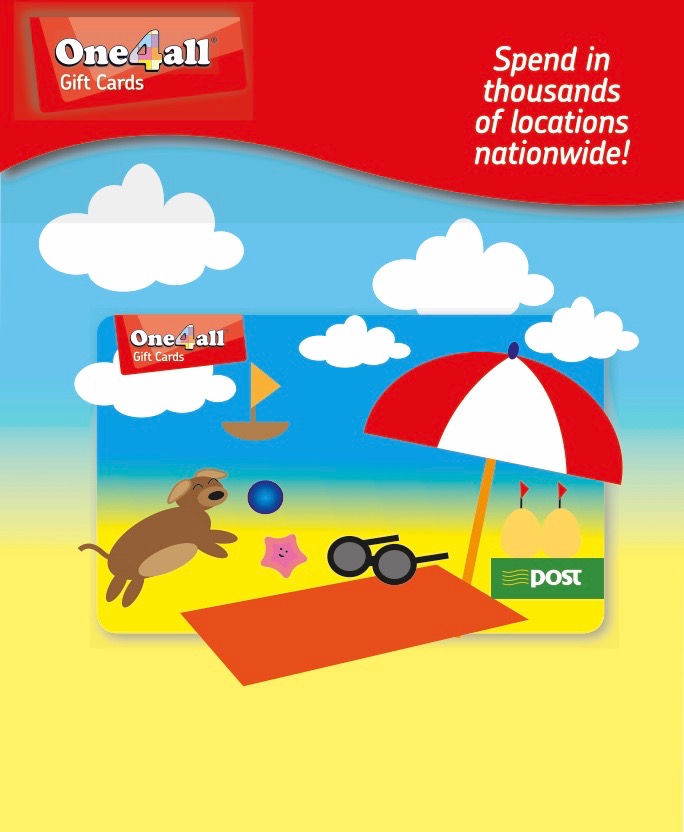 One4all®
Gift Cards
Spend in
thousands
of locations
nationwide!
One4all
Gift Cards
post